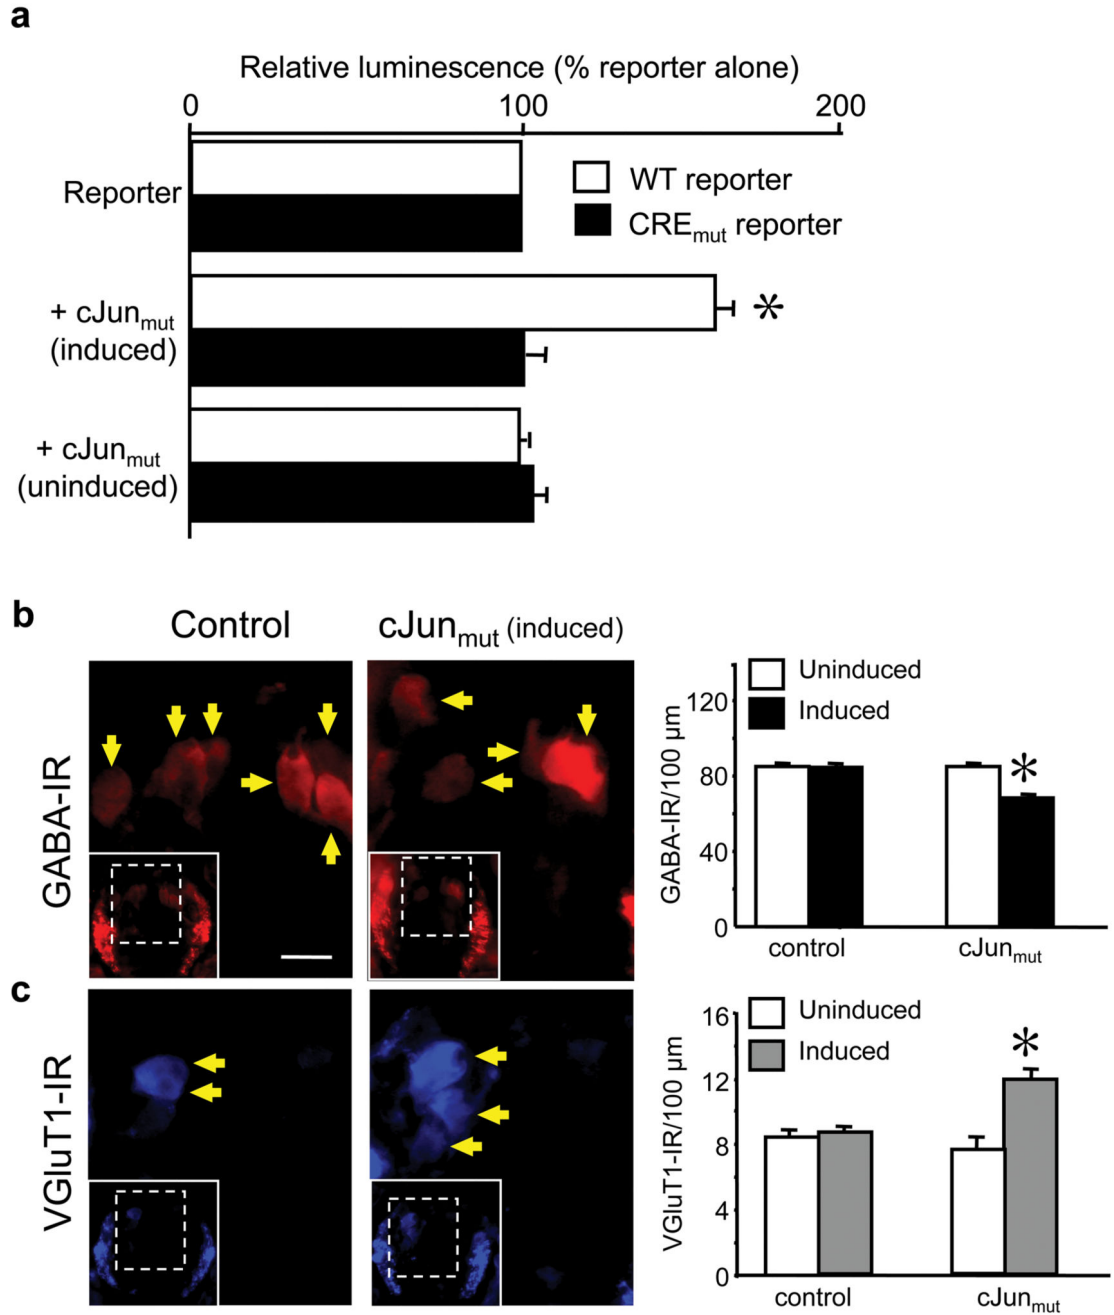 a
Relative luminescence (% reporter alone)
0 100 200
Reporter
WT reporter
CREmut reporter
+ cJunmut
(induced)
*
+ cJunmut
(uninduced)
b
Control cJunmut (induced)
GABA-IR
GABA-IR/100 µm
Uninduced
Induced
120
80
40
0
*
control cJunmut
c
VGluT1-IR
VGluT1-IR/100 µm
Uninduced
Induced
16
12
8
4
0
*
control cJunmut